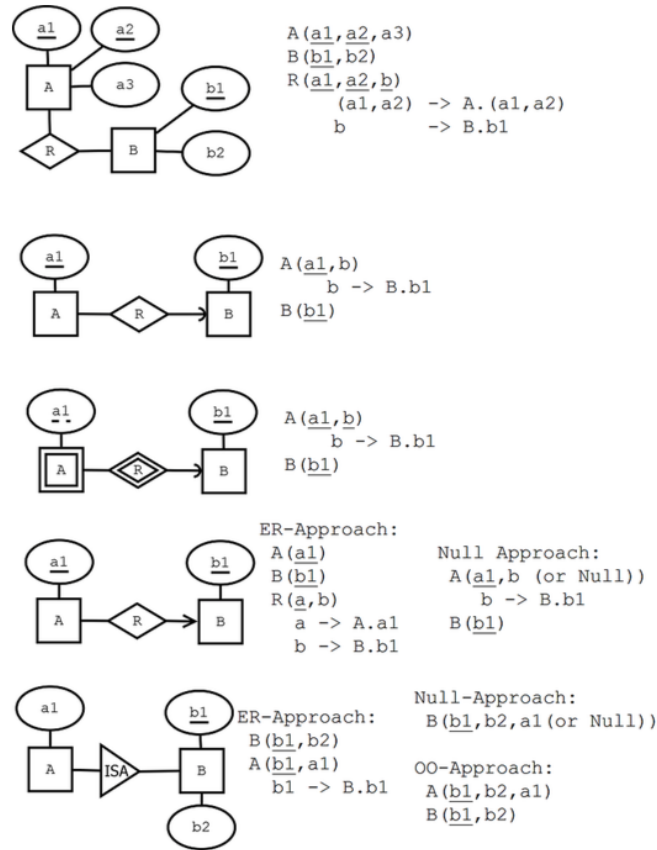 a1
a2
A
a3
b1
R
B
b2
A(a1,a2,a3)
B(b1,b2)
R(a1,a2,b)
(a1,a2) -> A.(a1,a2)
b -> B.b1
a1
b1
A
R
B
A(a1,b)
b -> B.b1
B(b1)
a1
b1
A
R
B
A(a1,b)
b -> B.b1
B(b1)
a1
b1
A
R
B
ER-Approach:
A(a1)
B(b1)
R(a,b)
a -> A.a1
b -> B.b1
Null Approach:
A(a1,b (or Null))
b -> B.b1
B(b1)
a1
b1
A
ISA
B
b2
ER-Approach:
B(b1,b2)
A(b1,a1)
b1 -> B.b1
Null-Approach:
B(b1,b2,a1(or Null))
OO-Approach:
A(b1,b2,a1)
B(b1,b2)